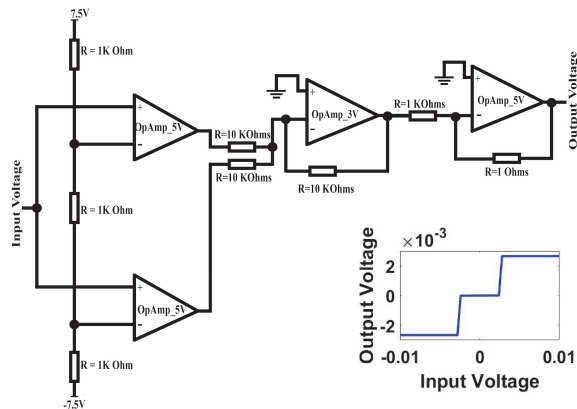 7.5V
R = 1K Ohm
+
-
OpAmp_5V
R = 1K Ohm
Input Voltage
+
-
OpAmp_5V
R = 1K Ohm
-7.5V
R=10 KOhms
R=10 KOhms
+
-
OpAmp_3V
R=10 KOhms
R=1 KOhms
+
-
OpAmp_5V
R=1 Ohms
Output Voltage
×10⁻³
2
0
-2
Output Voltage
-0.01
0
0.01
Input Voltage